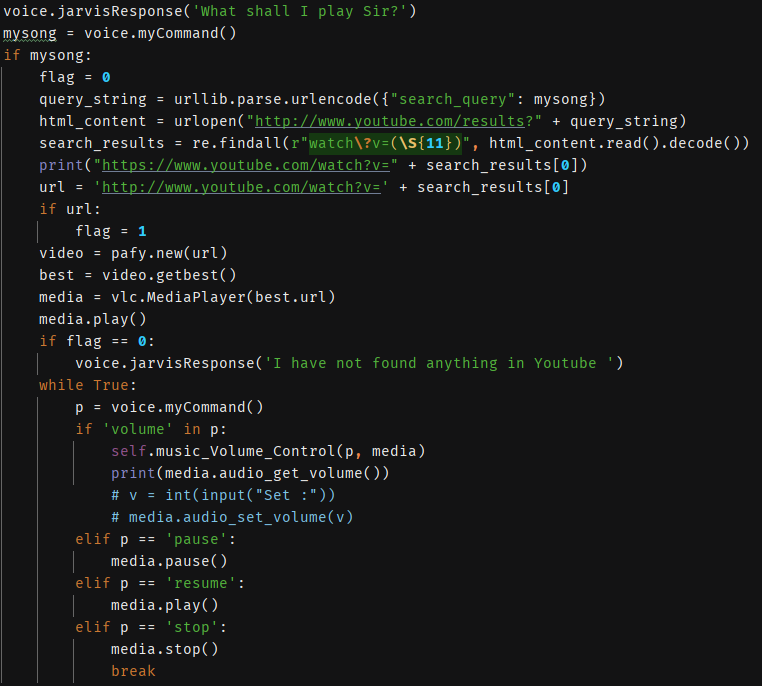 voice.jarvisResponse('What shall I play Sir?')
mysong = voice.myCommand()
if mysong:
    flag = 0
    query_string = urllib.parse.urlencode({"search_query": mysong})
    html_content = urlopen("http://www.youtube.com/results?" + query_string)
    search_results = re.findall(r"watch\?v=(\S{11})", html_content.read().decode())
    print("https://www.youtube.com/watch?v=" + search_results[0])
    url = 'http://www.youtube.com/watch?v=' + search_results[0]
    if url:
        flag = 1
    video = pafy.new(url)
    best = video.getbest()
    media = vlc.MediaPlayer(best.url)
    media.play()
    if flag == 0:
        voice.jarvisResponse('I have not found anything in Youtube ')
    while True:
        p = voice.myCommand()
        if 'volume' in p:
            self.music_Volume_Control(p, media)
            print(media.audio_get_volume())
            # v = int(input("Set :"))
            # media.audio_set_volume(v)
        elif p == 'pause':
            media.pause()
        elif p == 'resume':
            media.play()
        elif p == 'stop':
            media.stop()
            break